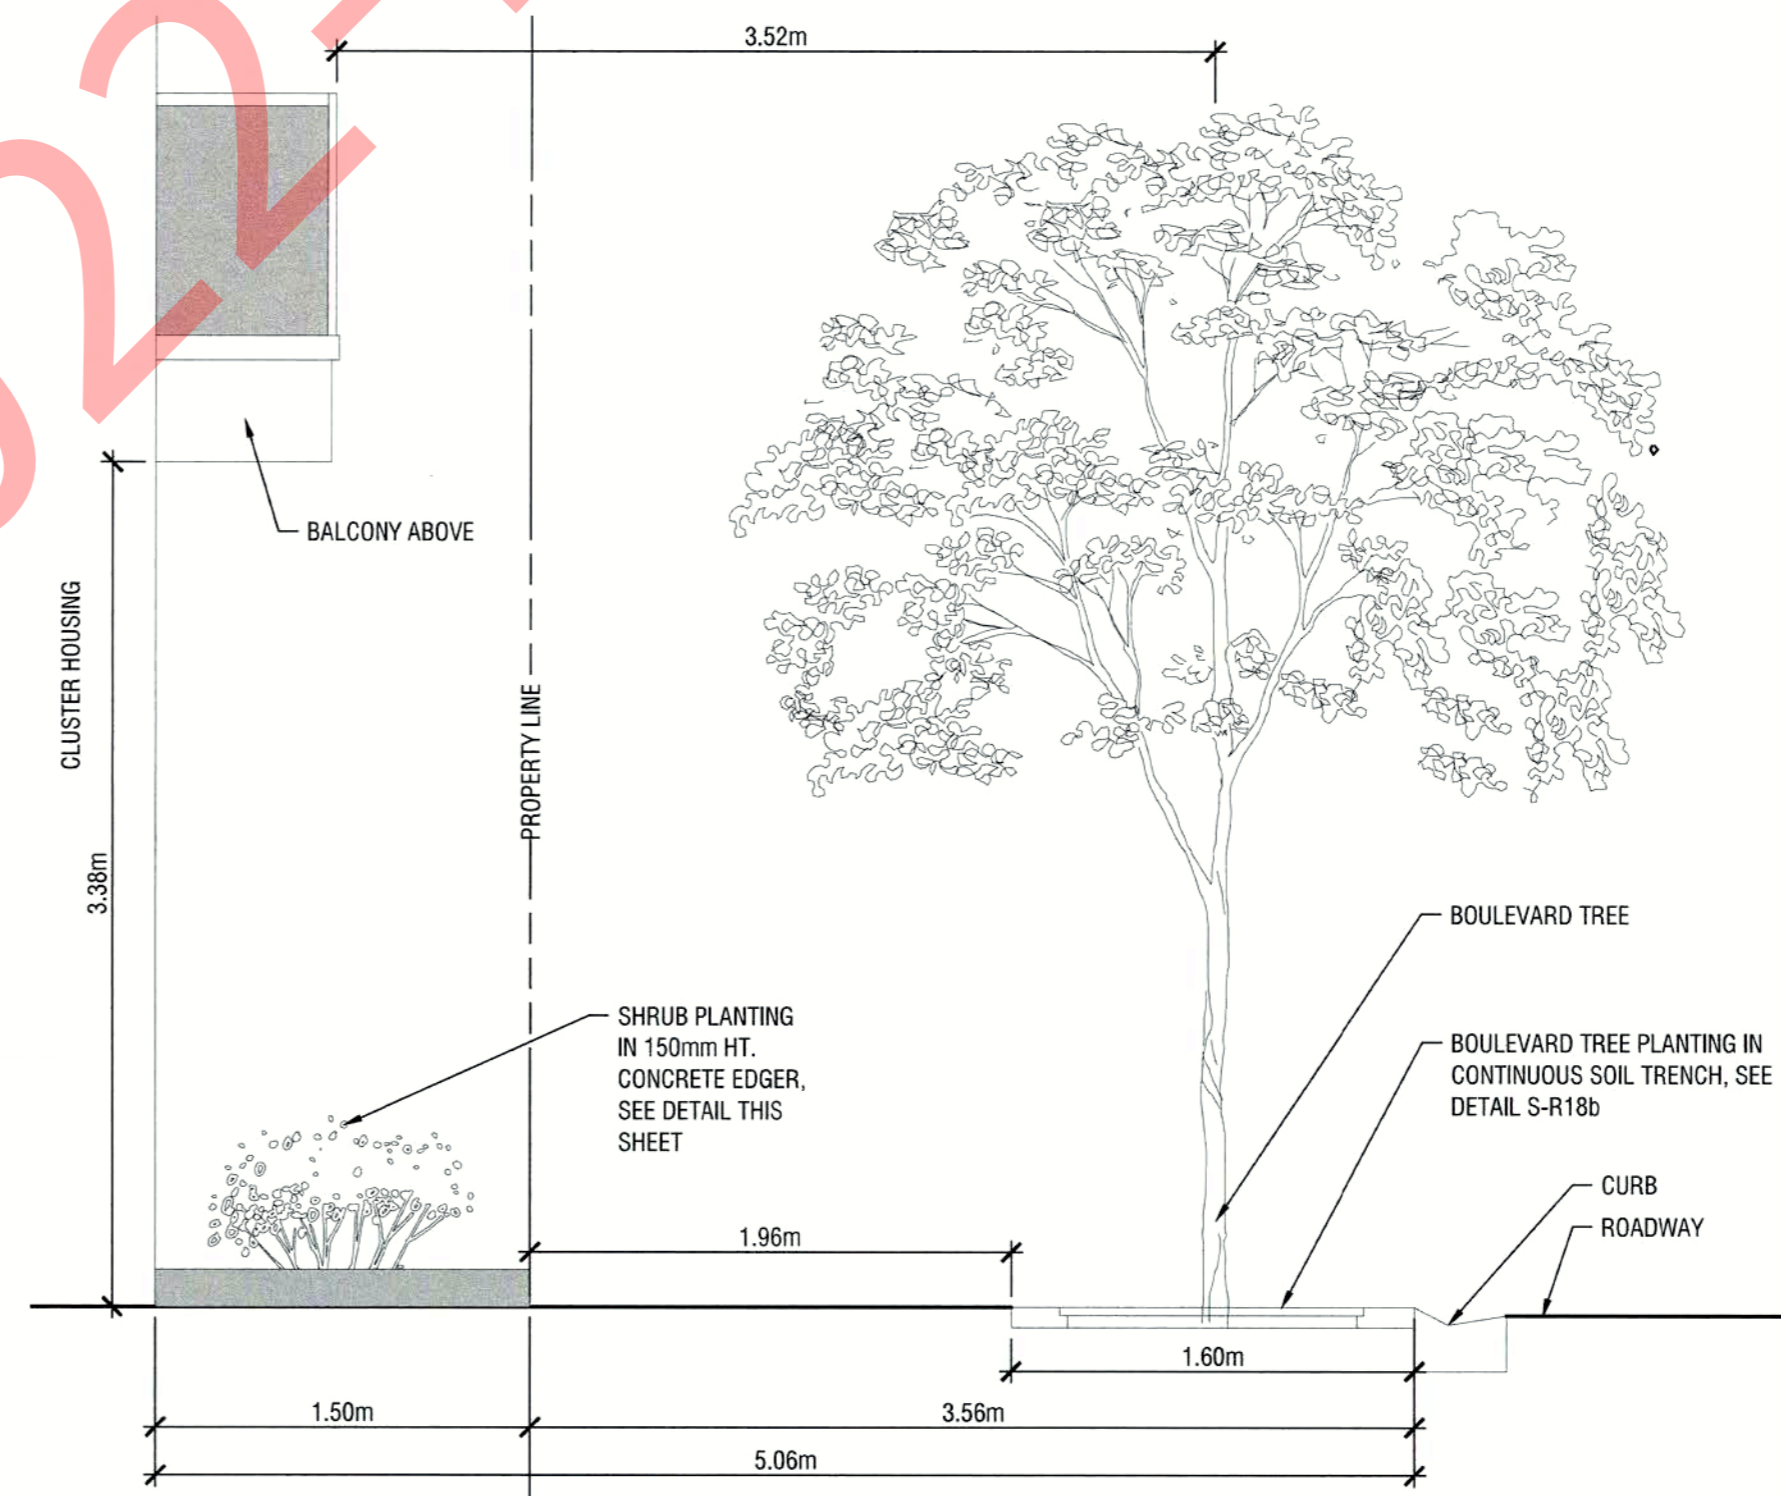 3.52m
BALCONY ABOVE
CLUSTER HOUSING
PROPERTY LINE
3.38m
BOULEVARD TREE
SHRUB PLANTING
IN 150mm HT.
CONCRETE EDGER,
SEE DETAIL THIS
SHEET
BOULEVARD TREE PLANTING IN
CONTINUOUS SOIL TRENCH, SEE
DETAIL S-R18b
CURB
ROADWAY
1.96m
1.60m
1.50m
3.56m
5.06m